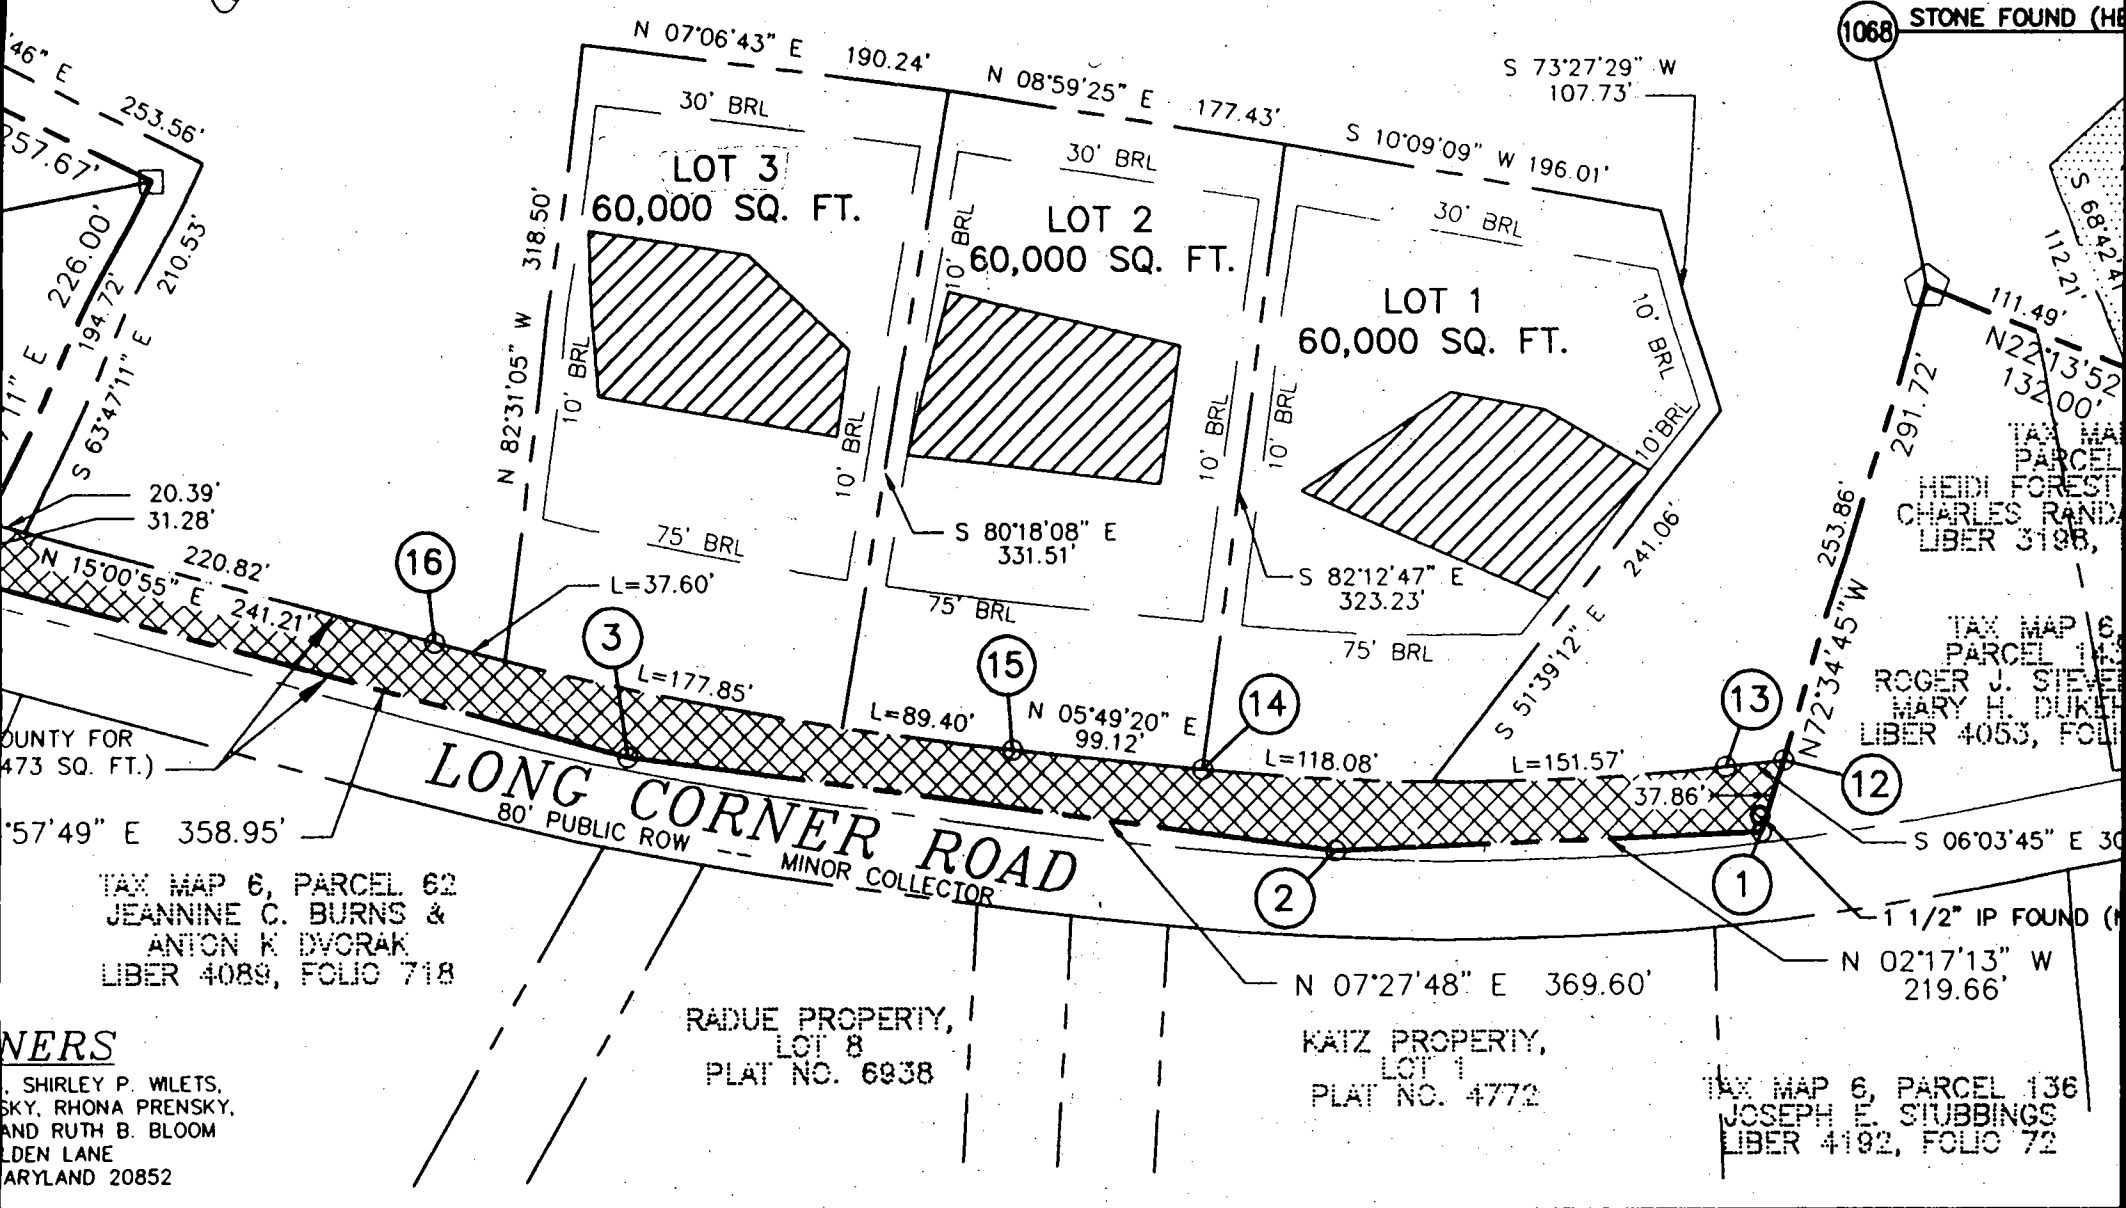 1068
STONE FOUND (HE
'46" E
253.56'
257.67'
226.00'
194.72'
210.53'
S 63°47'11" E
11" E
N 07°06'43" E 190.24'
N 08°59'25" E 177.43'
S 10°09'09" W 196.01'
S 73°27'29" W
107.73'
30' BRL
LOT 3
60,000 SQ. FT.
N 82°31'05" W 318.50'
10' BRL
10' BRL
75' BRL
30' BRL
10' BRL
LOT 2
60,000 SQ. FT.
10' BRL
75' BRL
S 80°18'08" E
331.51'
30' BRL
LOT 1
60,000 SQ. FT.
10' BRL
10' BRL
10' BRL
75' BRL
S 82°12'47" E
323.23'
S 51°39'12" E 241.06'
S 68°42'4
112.21'
111.49'
N22°13'52
132.00'
291.72'
253.86'
N72°34'45"W
TAX MA
PARCEL
HEIDI FOREST
CHARLES RANDA
LIBER 3198,
TAX MAP 6,
PARCEL 143
ROGER J. STEVE
MARY H. DUKEH
LIBER 4053, FOLI
20.39'
31.28'
220.82'
N 15°00'55" E 241.21'
16
L=37.60'
3
L=177.85'
L=89.40'
15
N 05°49'20" E
99.12'
14
L=118.08'
L=151.57'
13
37.86'
12
S 06°03'45" E 30
1
2
1 1/2" IP FOUND (
N 02°17'13" W
219.66'
N 07°27'48" E 369.60'
OUNTY FOR
473 SQ. FT.)
'57'49" E 358.95'
LONG CORNER ROAD
80' PUBLIC ROW -- MINOR COLLECTOR
TAX MAP 6, PARCEL 62
JEANNINE C. BURNS &
ANTON K DVORAK
LIBER 4089, FOLIO 718
RADUE PROPERTY,
LOT 8
PLAT NO. 6938
KATZ PROPERTY,
LOT 1
PLAT NO. 4772
TAX MAP 6, PARCEL 136
JOSEPH E. STUBBINGS
LIBER 4192, FOLIO 72
NERS
, SHIRLEY P. WILETS,
SKY, RHONA PRENSKY,
AND RUTH B. BLOOM
LDEN LANE
ARYLAND 20852